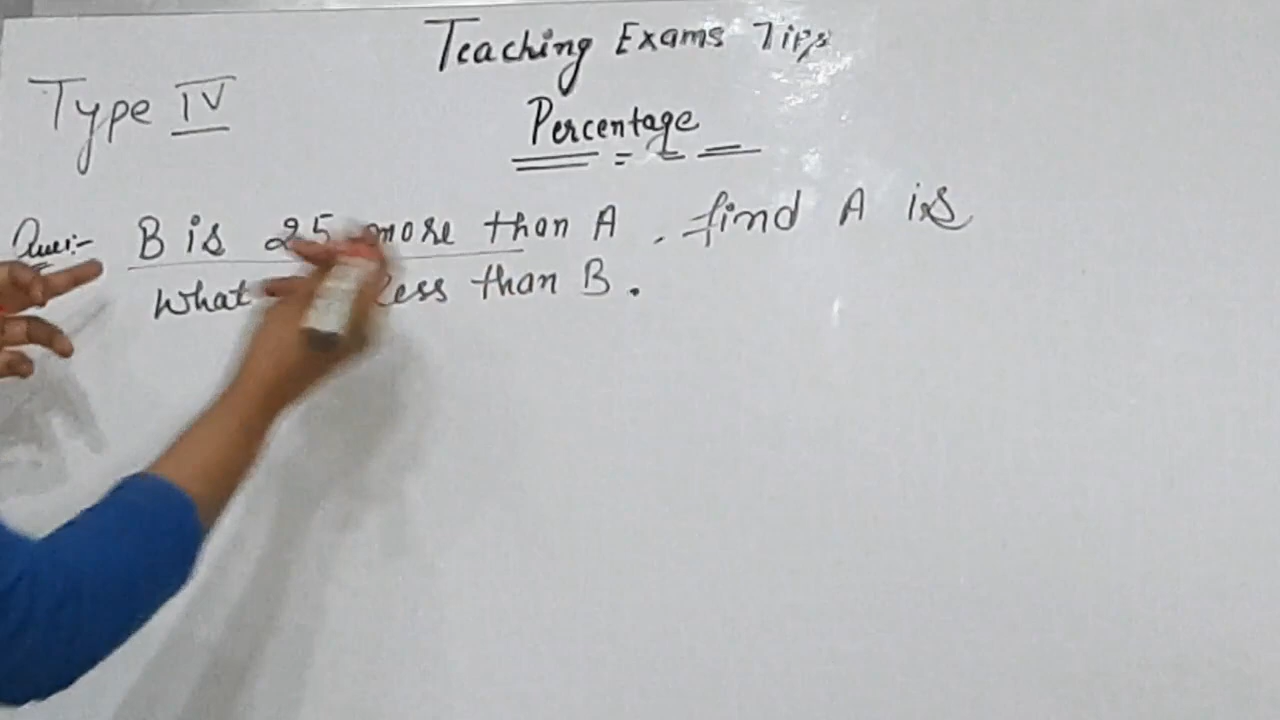 Teaching Exams Tips
Type IV
Percentage
Ques:- B is 25 more than A. find A is
What less than B.